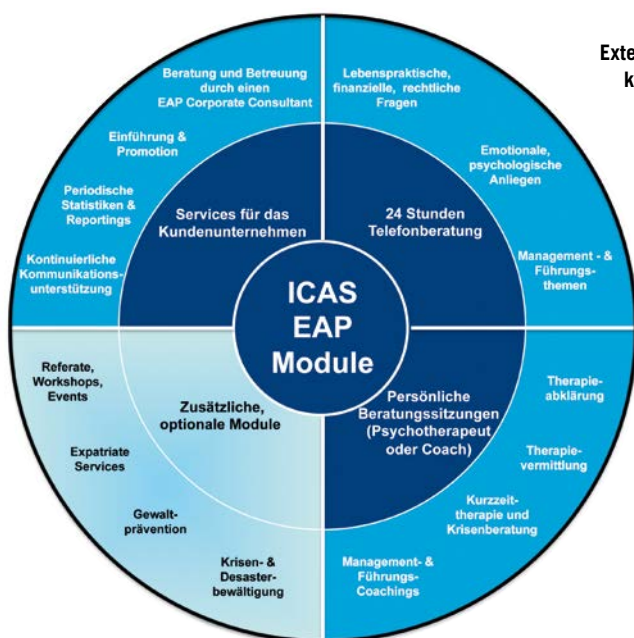 Exte
k
Beratung und Betreuung
durch einen
EAP Corporate Consultant
Einführung &
Promotion
Periodische
Statistiken &
Reportings
Kontinuierliche
Kommunikations-
unterstützung
Services für das
Kundenunternehmen
Lebenspraktische,
finanzielle, rechtliche
Fragen
Emotionale,
psychologische
Anliegen
Management - &
Führungs-
themen
24 Stunden
Telefonberatung
ICAS
EAP
Module
Referate,
Workshops,
Events
Expatriate
Services
Gewalt-
prävention
Krisen- &
Desaster-
bewältigung
Zusätzliche,
optionale Module
Persönliche
Beratungssitzungen
(Psychotherapeut
oder Coach)
Therapie-
abklärung
Therapie-
vermittlung
Kurzzeit-
therapie und
Krisenberatung
Management- &
Führungs-
Coachings